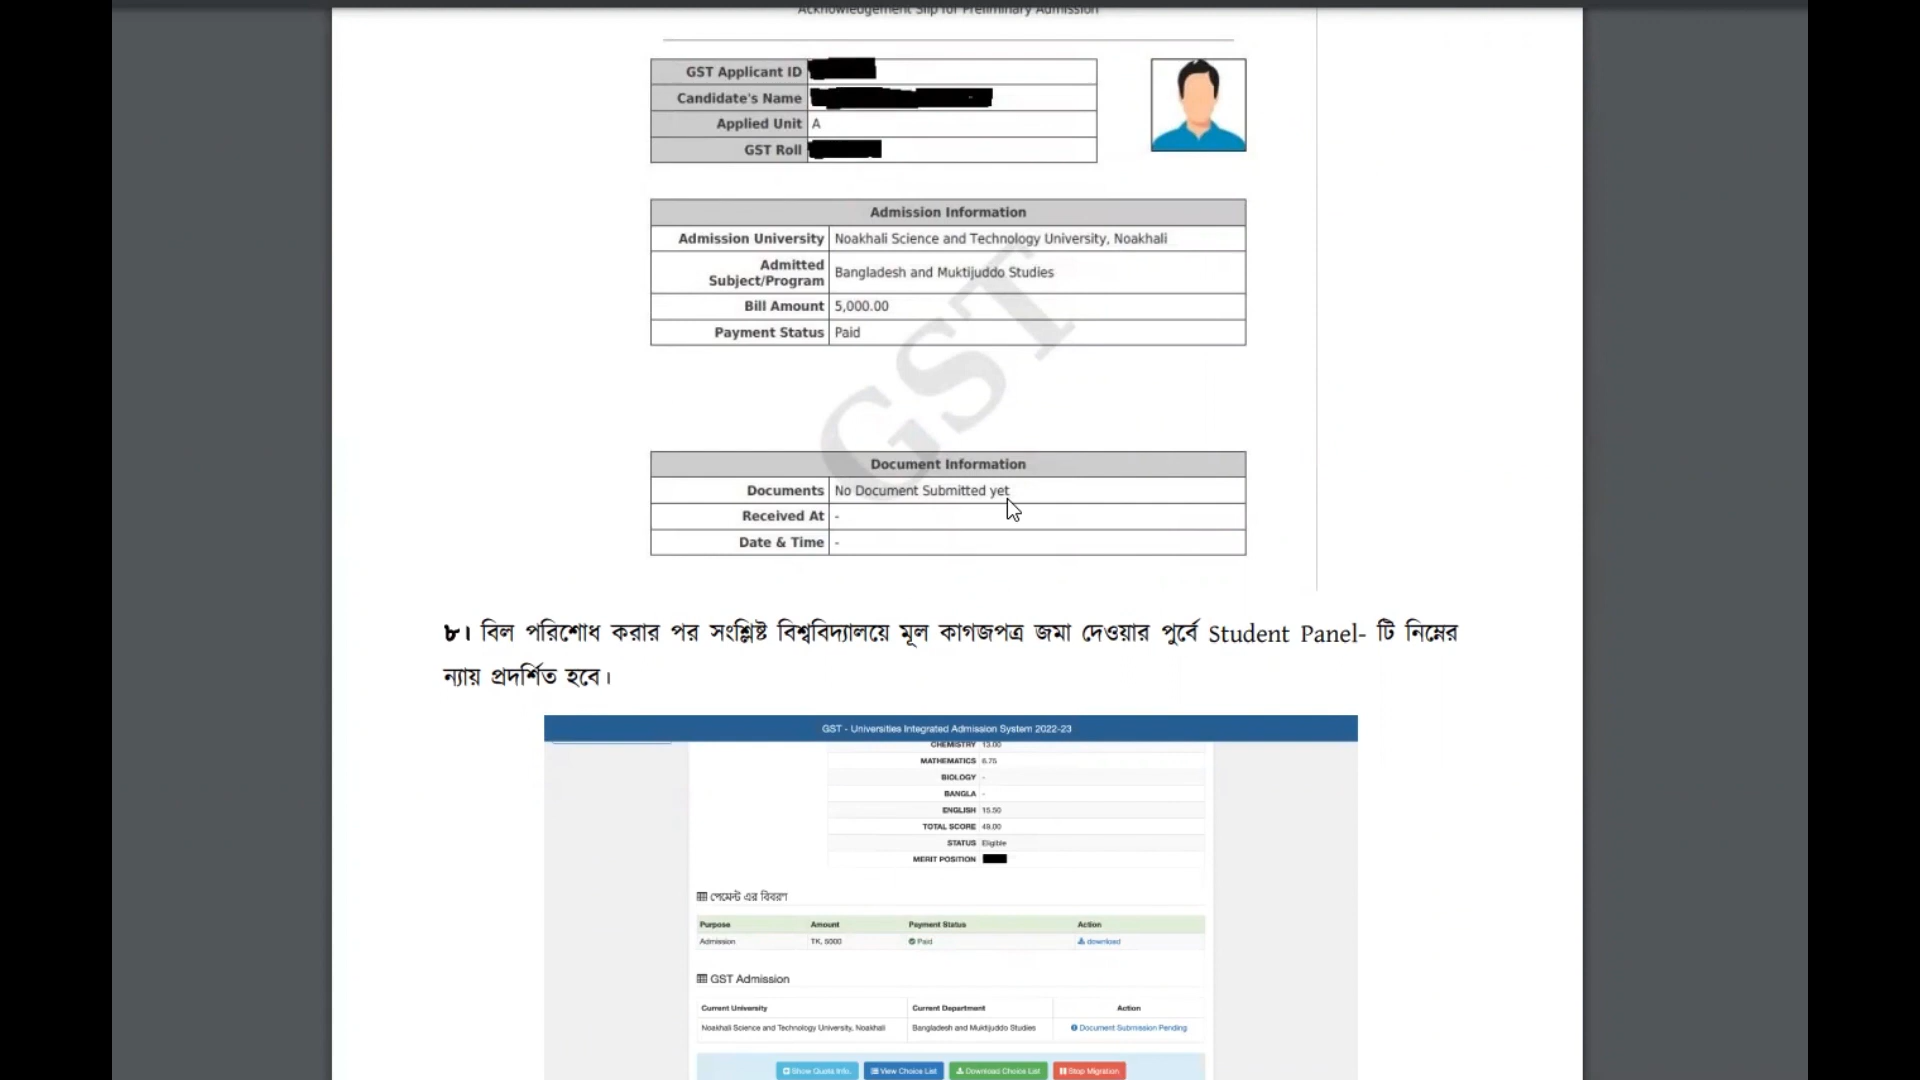 Acknowledgement Slip for Preliminary Admission
GST Applicant ID
Candidate's Name
Applied Unit A
GST Roll
Admission Information
Admission University Noakhali Science and Technology University, Noakhali
Admitted
Subject/Program Bangladesh and Muktijuddo Studies
Bill Amount 5,000.00
Payment Status Paid
GST
Document Information
Documents No Document Submitted yet
Received At -
Date & Time -
৮। বিল পরিশোধ করার পর সংশ্লিষ্ট বিশ্ববিদ্যালয়ে মূল কাগজপত্র জমা দেওয়ার পুর্বে Student Panel- টি নিম্নের
ন্যায় প্রদর্শিত হবে।
GST - Universities Integrated Admission System 2022-23
CHEMISTRY 13.00
MATHEMATICS 6.75
BIOLOGY -
BANGLA -
ENGLISH 15.50
TOTAL SCORE 49.00
STATUS Eligible
MERIT POSITION
পেমেন্ট এর বিবরণ
Purpose Amount Payment Status Action
Admission TK. 5000 Paid download
GST Admission
Current University Current Department Action
Noakhali Science and Technology University, Noakhali Bangladesh and Muktijuddo Studies Document Submission Pending
Show Quota Info. View Choice List Download Choice List Stop Migration